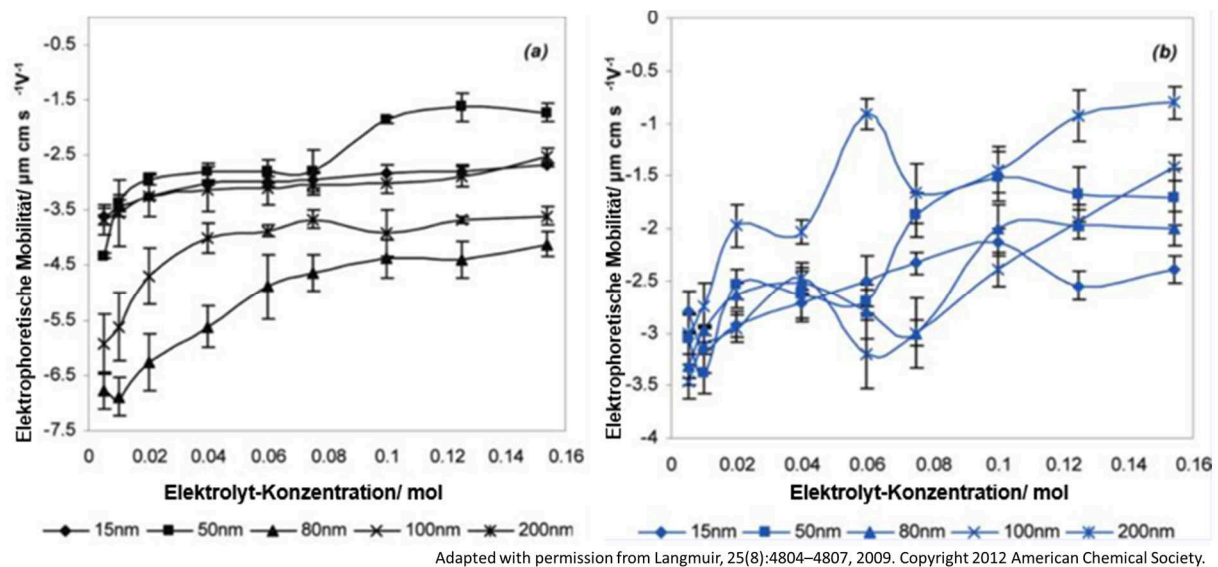 (a)
-0.5
-1.5
-2.5
-3.5
-4.5
-5.5
-6.5
-7.5
Elektrophoretische Mobilität/ µm cm s ⁻¹V⁻¹
0 0.02 0.04 0.06 0.08 0.1 0.12 0.14 0.16
Elektrolyt-Konzentration/ mol
15nm 50nm 80nm 100nm 200nm
(b)
0
-0.5
-1
-1.5
-2
-2.5
-3
-3.5
-4
Elektrophoretische Mobilität/ µm cm s ⁻¹V⁻¹
0 0.02 0.04 0.06 0.08 0.1 0.12 0.14 0.16
Elektrolyt-Konzentration/ mol
15nm 50nm 80nm 100nm 200nm
Adapted with permission from Langmuir, 25(8):4804–4807, 2009. Copyright 2012 American Chemical Society.